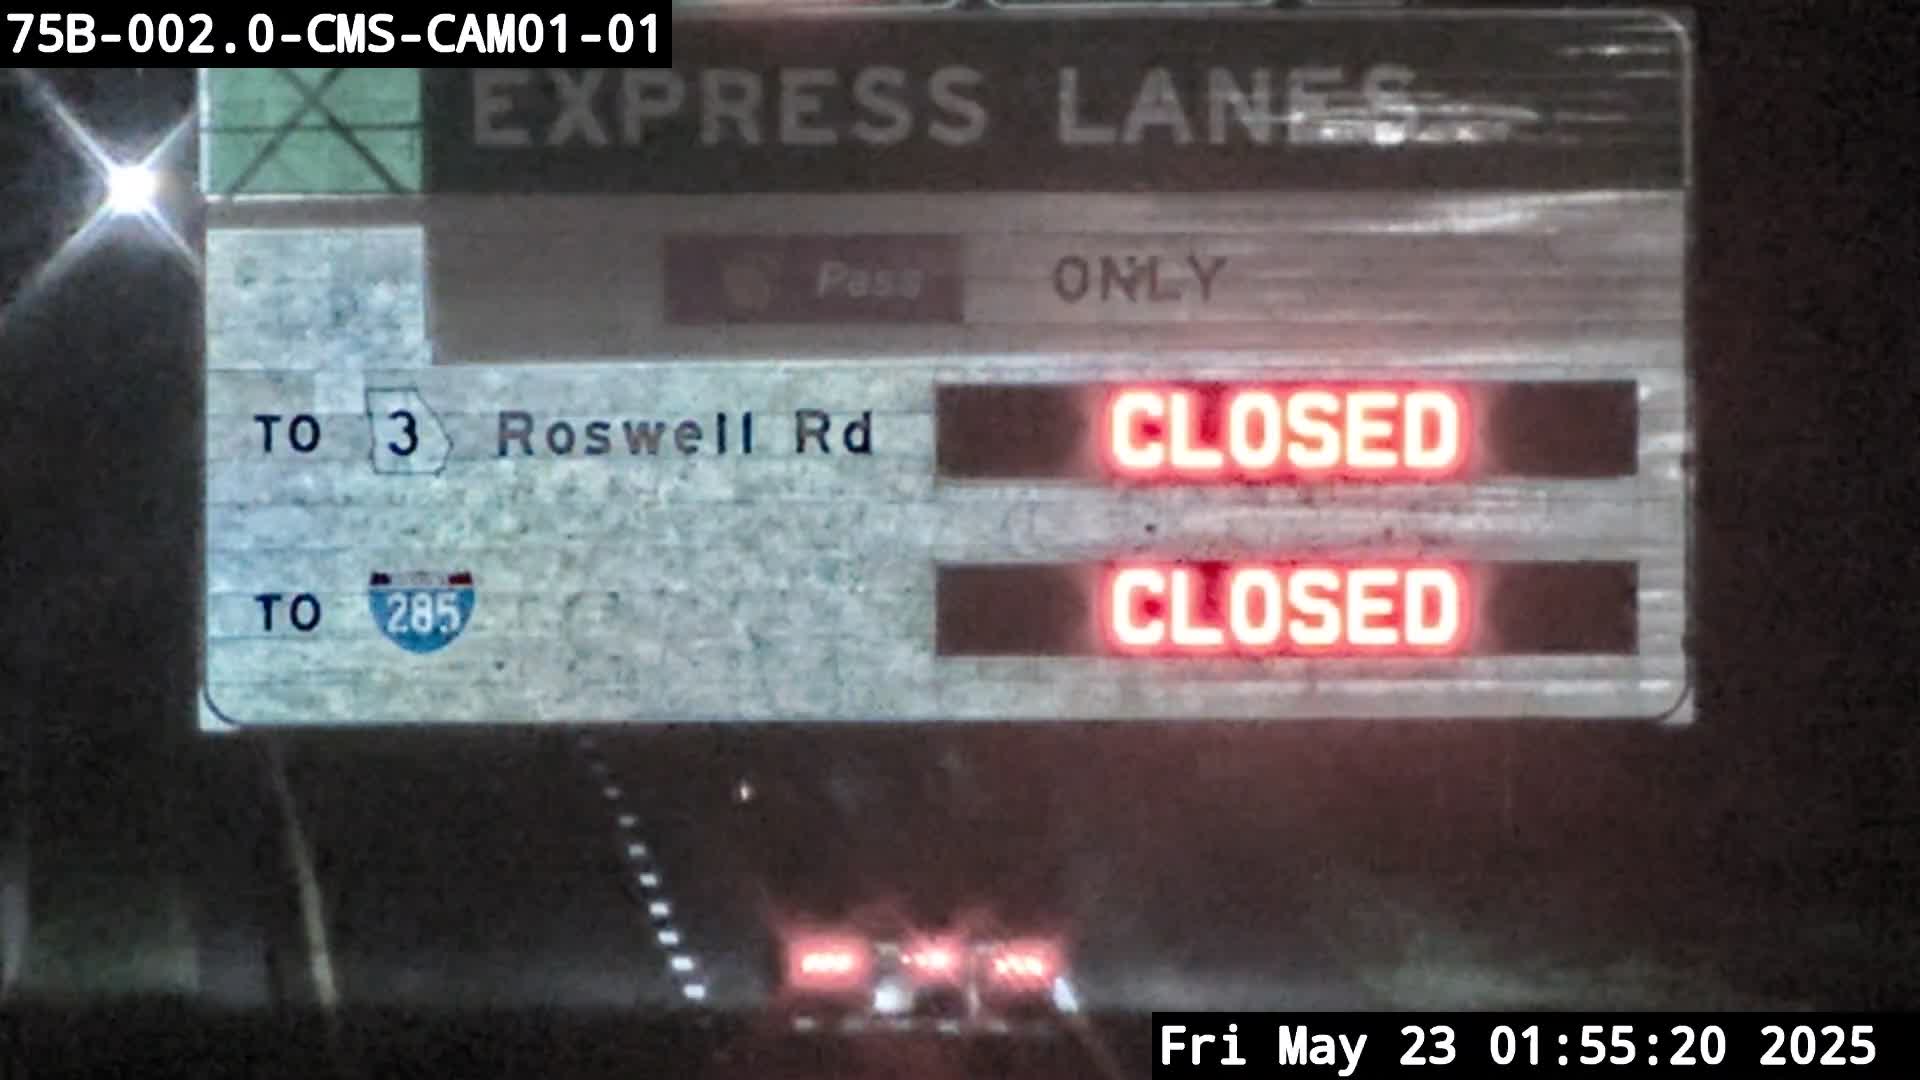 75B-002.0-CMS-CAM01-01
EXPRESS LANES
Pass ONLY
TO 3 Roswell Rd CLOSED
TO 285 CLOSED
Fri May 23 01:55:20 2025